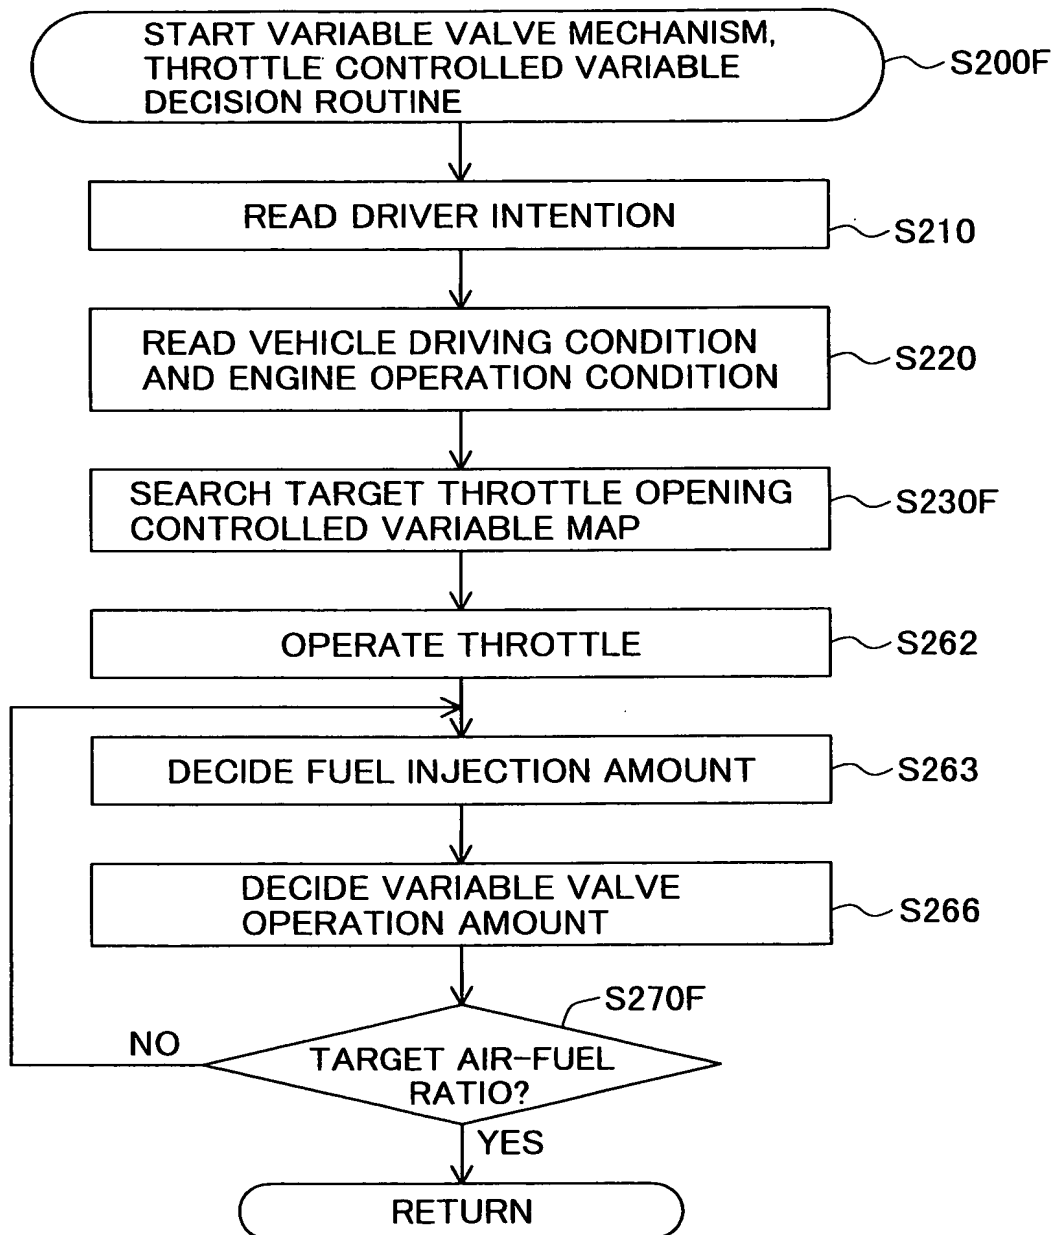 START VARIABLE VALVE MECHANISM,
THROTTLE CONTROLLED VARIABLE
DECISION ROUTINE
S200F
READ DRIVER INTENTION
S210
READ VEHICLE DRIVING CONDITION
AND ENGINE OPERATION CONDITION
S220
SEARCH TARGET THROTTLE OPENING
CONTROLLED VARIABLE MAP
S230F
OPERATE THROTTLE
S262
DECIDE FUEL INJECTION AMOUNT
S263
DECIDE VARIABLE VALVE
OPERATION AMOUNT
S266
S270F
NO
TARGET AIR-FUEL
RATIO?
YES
RETURN